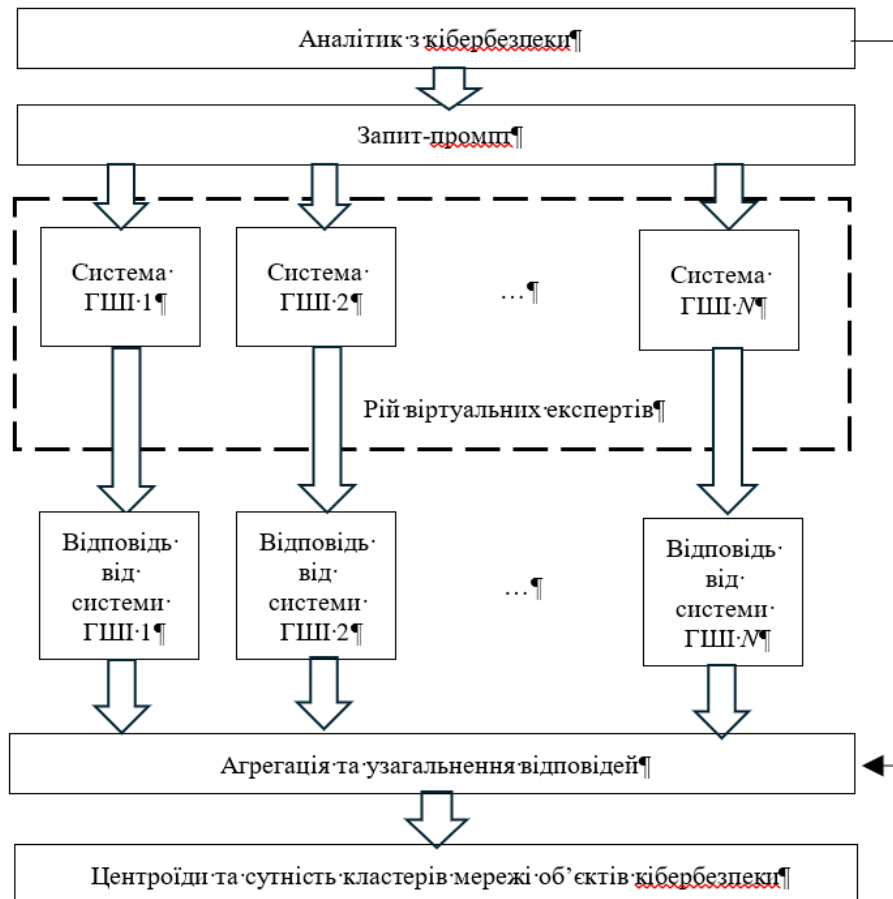 Аналітик з кібербезпеки¶
Запит-промпт¶
Система
ГШІ 1¶
Система
ГШІ 2¶
…¶
Система
ГШІ N¶
Рій віртуальних експертів¶
Відповідь
від
системи
ГШІ 1¶
Відповідь
від
системи
ГШІ 2¶
…¶
Відповідь
від
системи
ГШІ N¶
Агрегація та узагальнення відповідей¶
Центроїди та сутність кластерів мережі об’єктів кібербезпеки¶